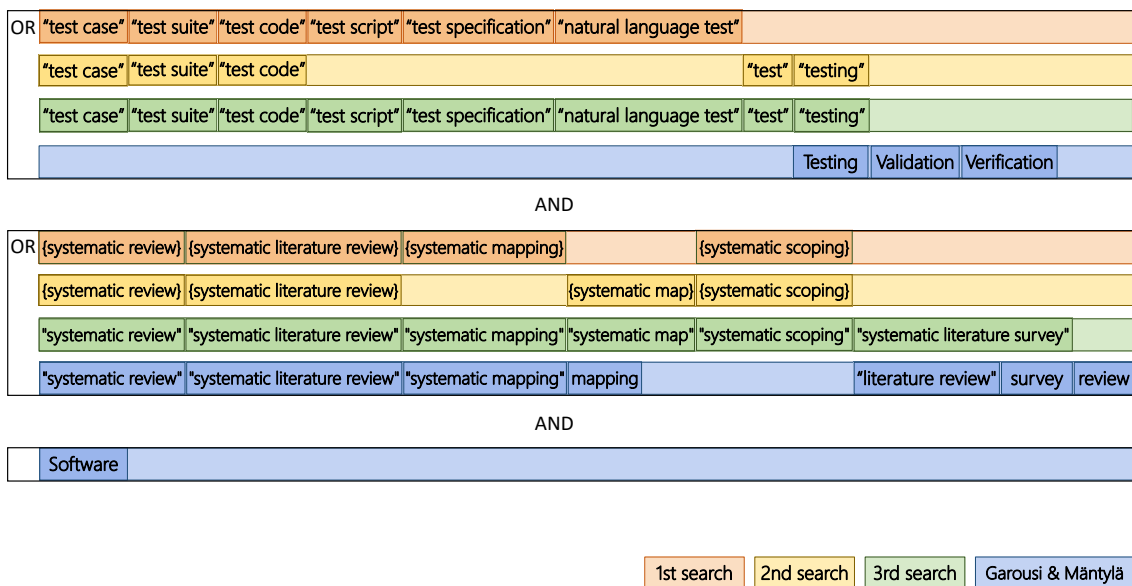 OR “test case” “test suite” “test code” “test script” “test specification” “natural language test”
“test case” “test suite” “test code” “test” “testing”
“test case” “test suite” “test code” “test script” “test specification” “natural language test” “test” “testing”
Testing Validation Verification
AND
OR {systematic review} {systematic literature review} {systematic mapping} {systematic scoping}
{systematic review} {systematic literature review} {systematic map} {systematic scoping}
"systematic review" "systematic literature review" "systematic mapping" "systematic map" "systematic scoping" "systematic literature survey"
"systematic review" "systematic literature review" "systematic mapping" mapping “literature review" survey review
AND
Software
1st search 2nd search 3rd search Garousi & Mäntylä